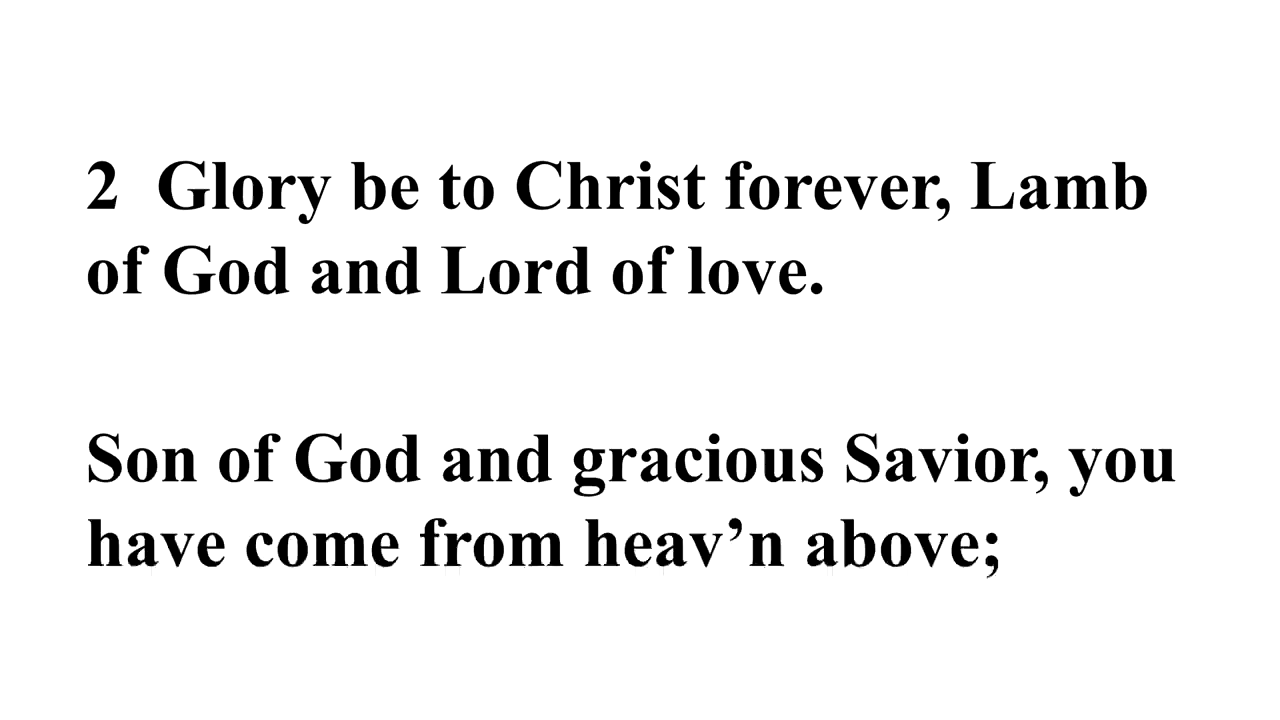 2  Glory be to Christ forever, Lamb
of God and Lord of love.
Son of God and gracious Savior, you
have come from heav’n above;